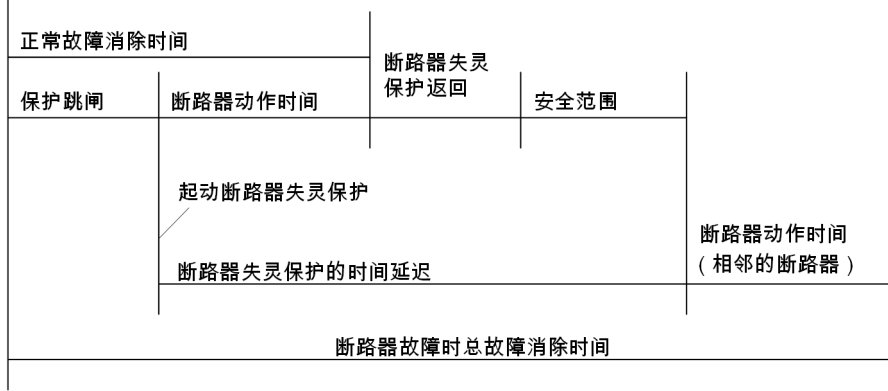 正常故障消除时间
断路器失灵
保护返回
保护跳闸
断路器动作时间
安全范围
起动断路器失灵保护
断路器动作时间
（相邻的断路器）
断路器失灵保护的时间延迟
断路器故障时总故障消除时间